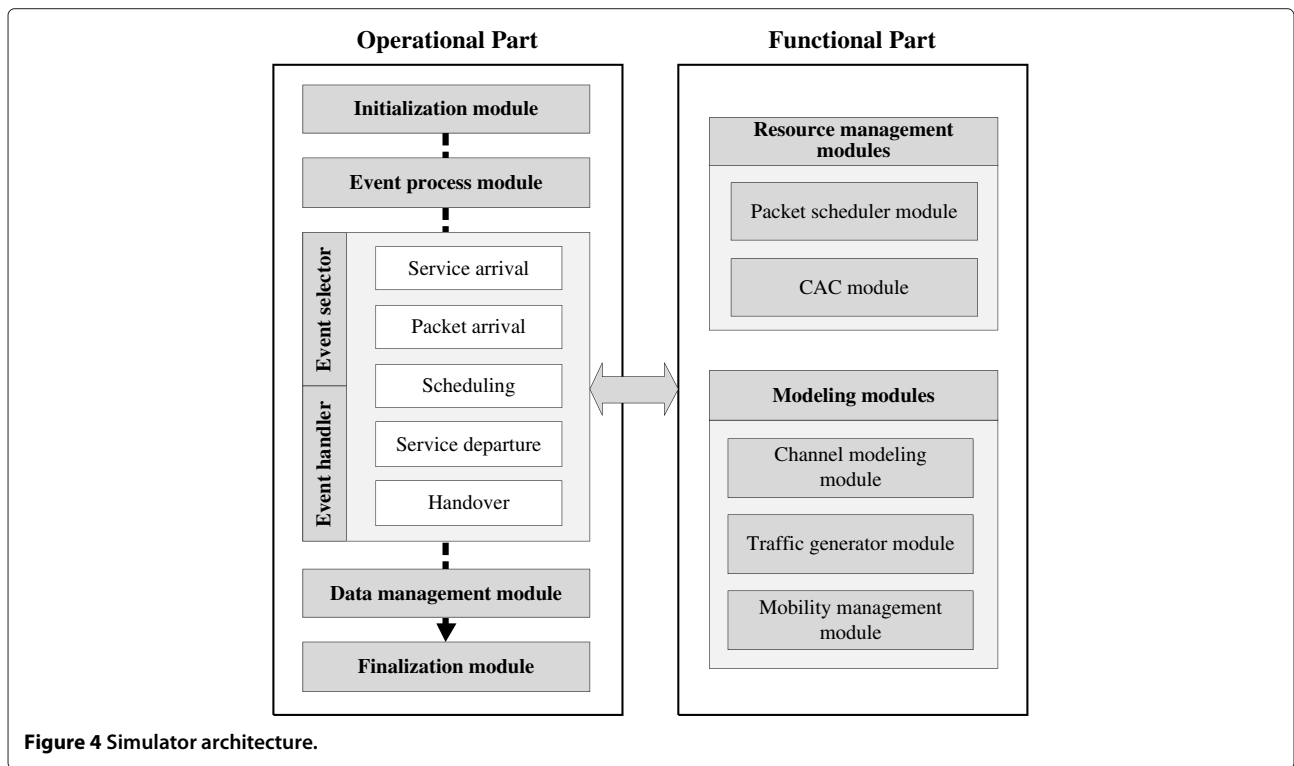 Operational Part
Initialization module
Event process module
Event selector
Event handler
Service arrival
Packet arrival
Scheduling
Service departure
Handover
Data management module
Finalization module
Functional Part
Resource management
modules
Packet scheduler module
CAC module
Modeling modules
Channel modeling
module
Traffic generator module
Mobility management
module
Figure 4 Simulator architecture.